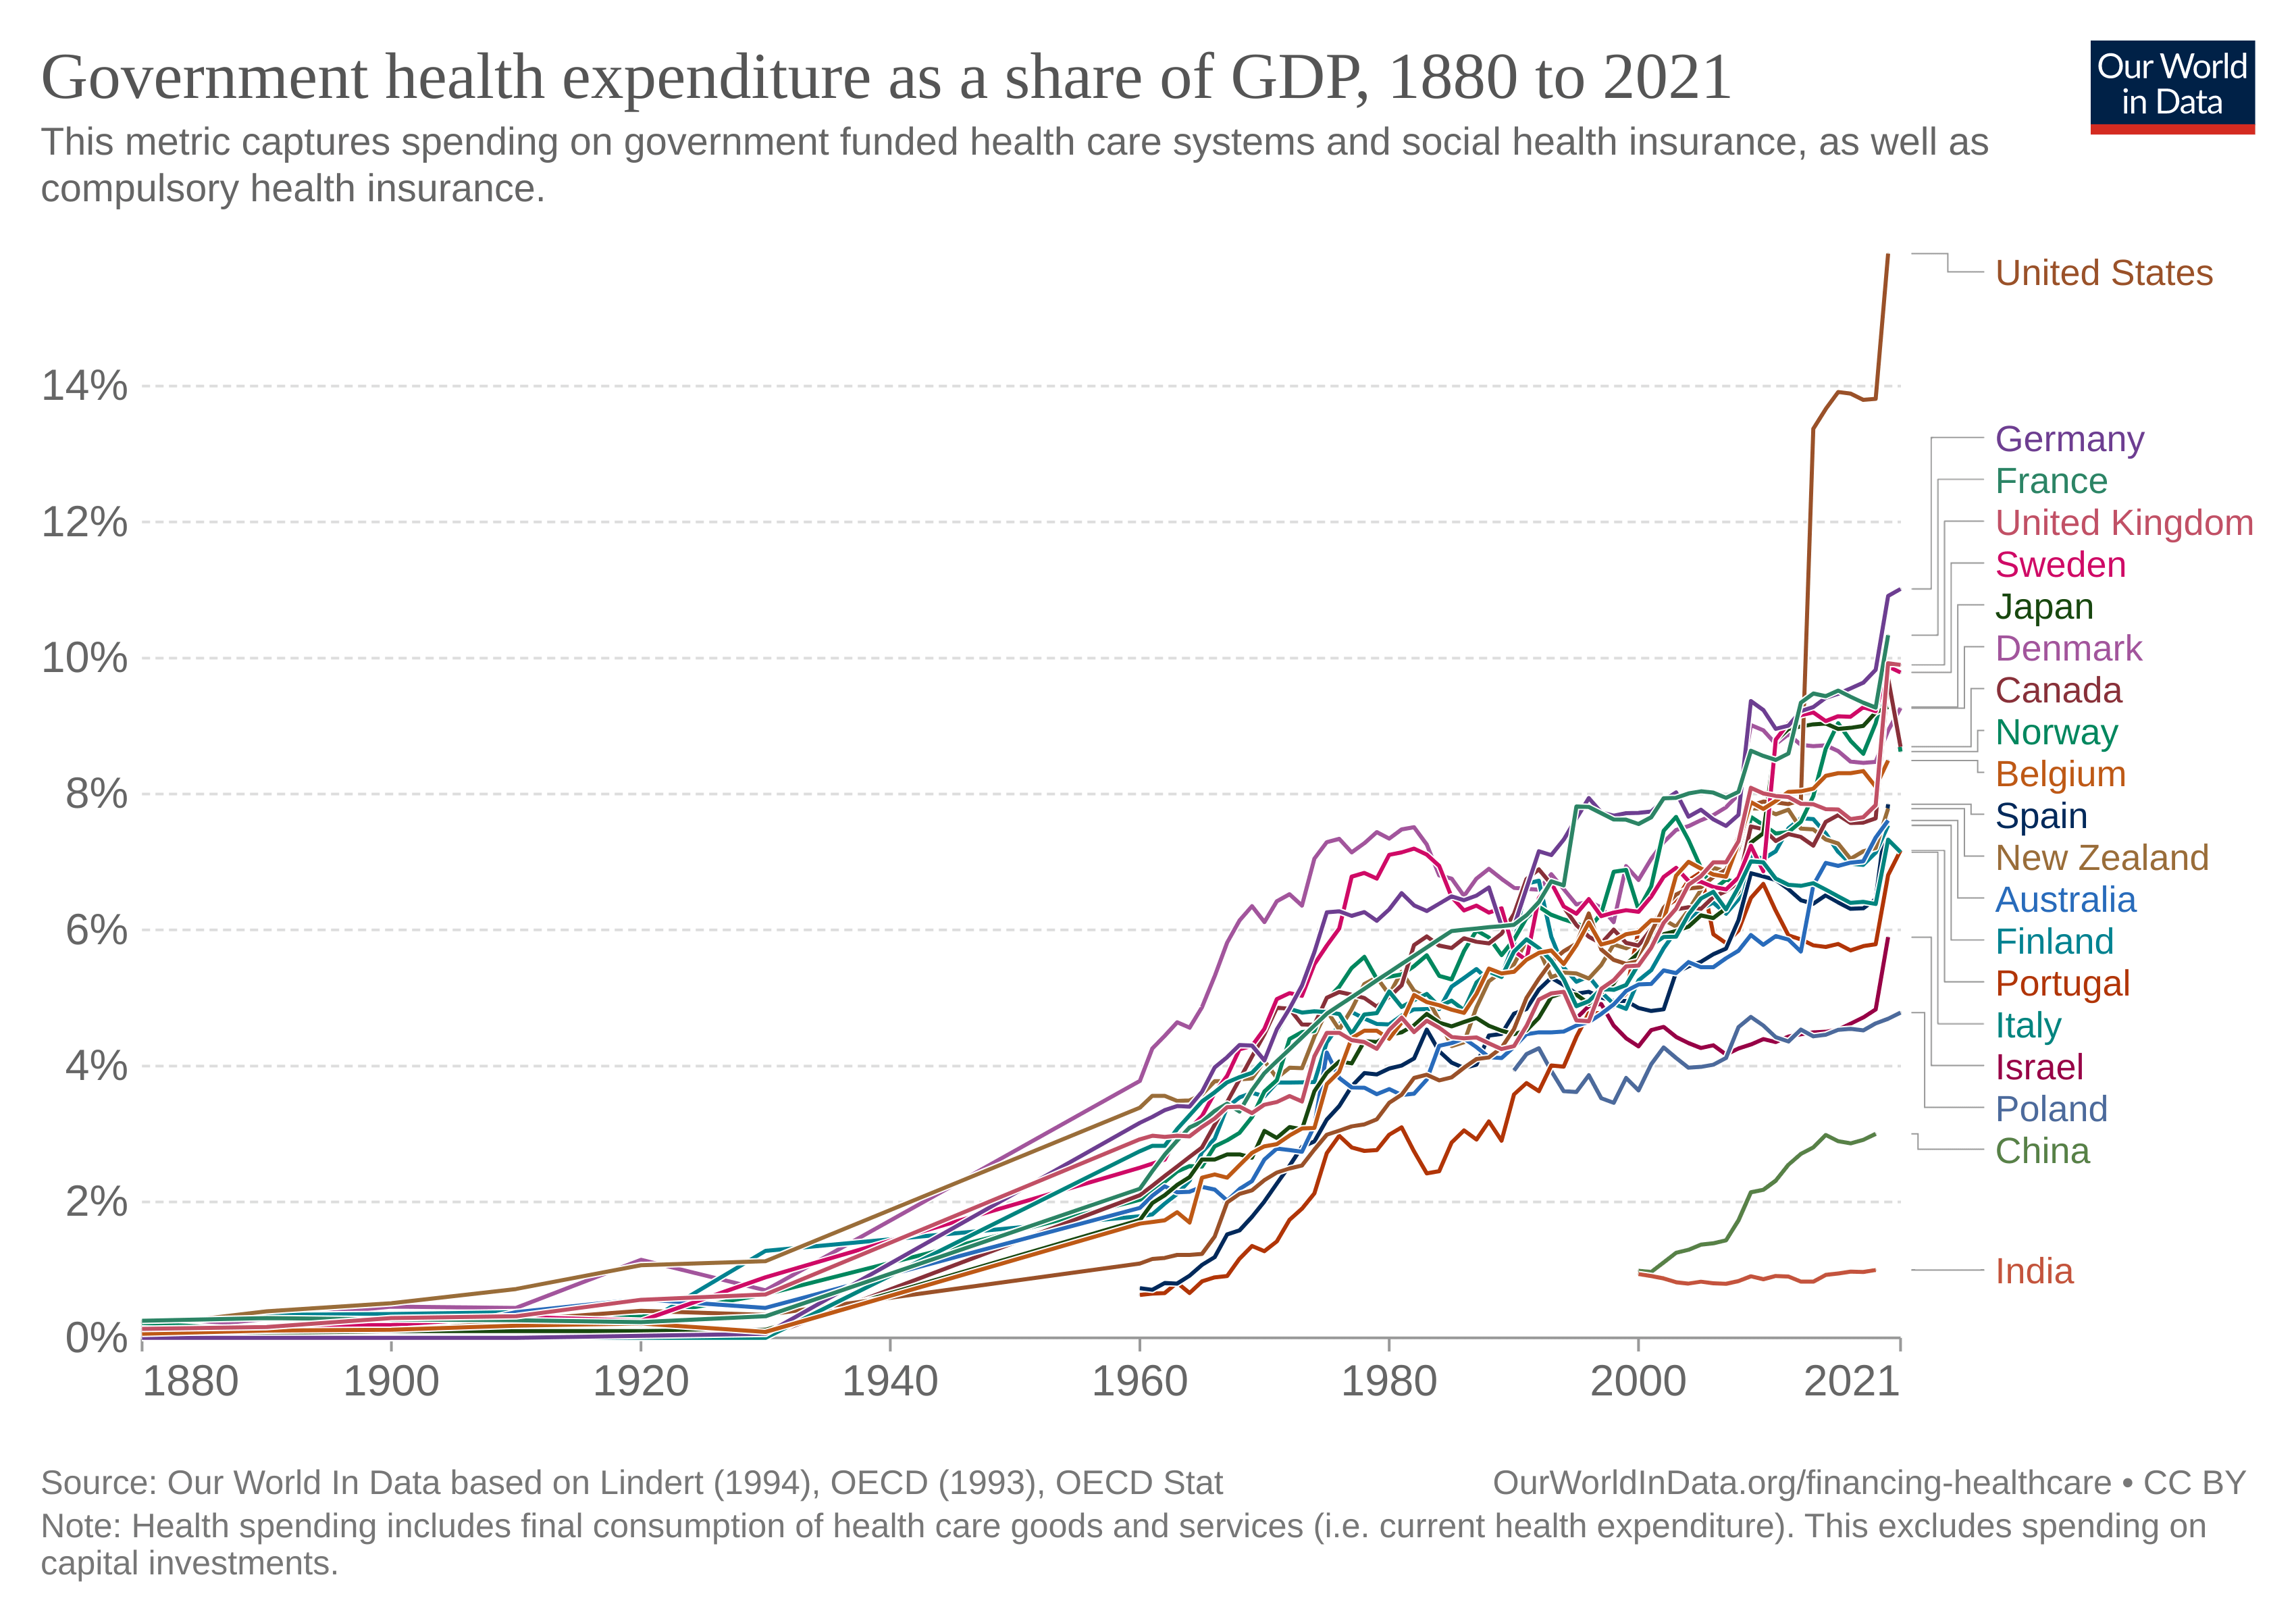 Government health expenditure as a share of GDP, 1880 to 2021
Our World
in Data
This metric captures spending on government funded health care systems and social health insurance, as well as
compulsory health insurance.
United States
14%
Germany
France
12%
United Kingdom
Sweden
Japan
10%
Denmark
Canada
Norway
8%
Belgium
Spain
New Zealand
Australia
6%
Finland
Portugal
Italy
4%
Israel
Poland
China
2%
India
0%
1880
1900
1920
1940
1960
1980
2000
2021
Source: Our World In Data based on Lindert (1994), OECD (1993), OECD Stat
OurWorldInData.org/financing-healthcare • CC BY
Note: Health spending includes final consumption of health care goods and services (i.e. current health expenditure). This excludes spending on
capital investments.